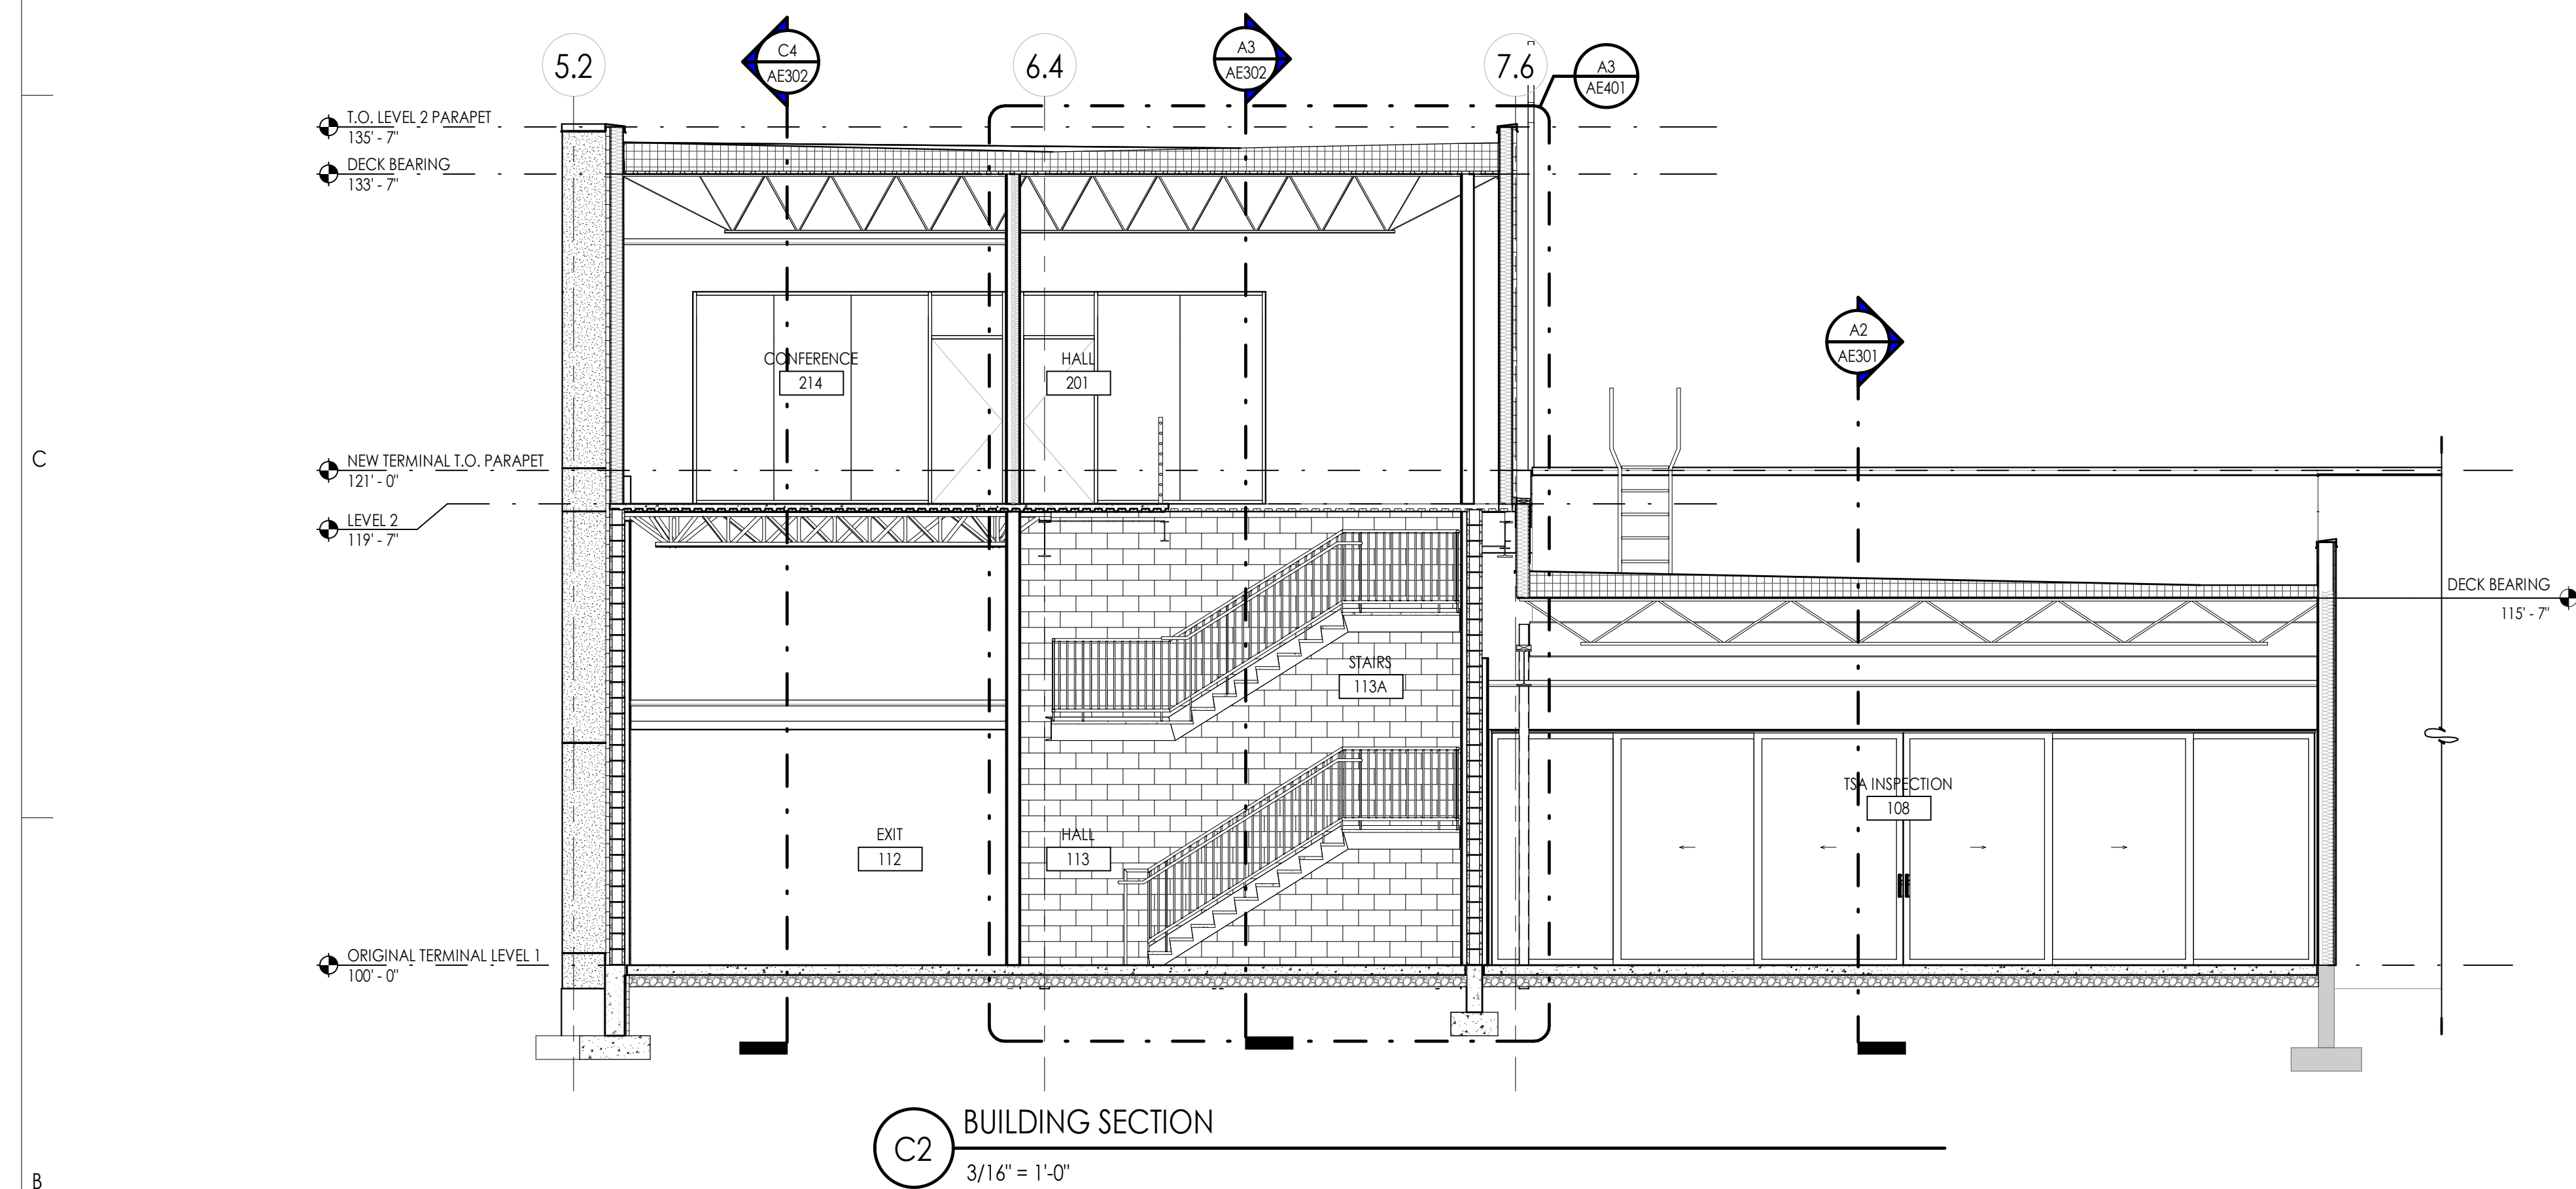 5.2
C4
AE302
6.4
A3
AE302
7.6
A3
AE401
T.O. LEVEL 2 PARAPET
135' - 7"
DECK BEARING
133' - 7"
A2
AE301
CONFERENCE
214
HALL
201
C
NEW TERMINAL T.O. PARAPET
121' - 0"
LEVEL 2
119' - 7"
DECK BEARING
115' - 7"
STAIRS
113A
TSA INSPECTION
108
EXIT
112
HALL
113
ORIGINAL TERMINAL LEVEL 1
100' - 0"
C2
BUILDING SECTION
3/16" = 1'-0"
B